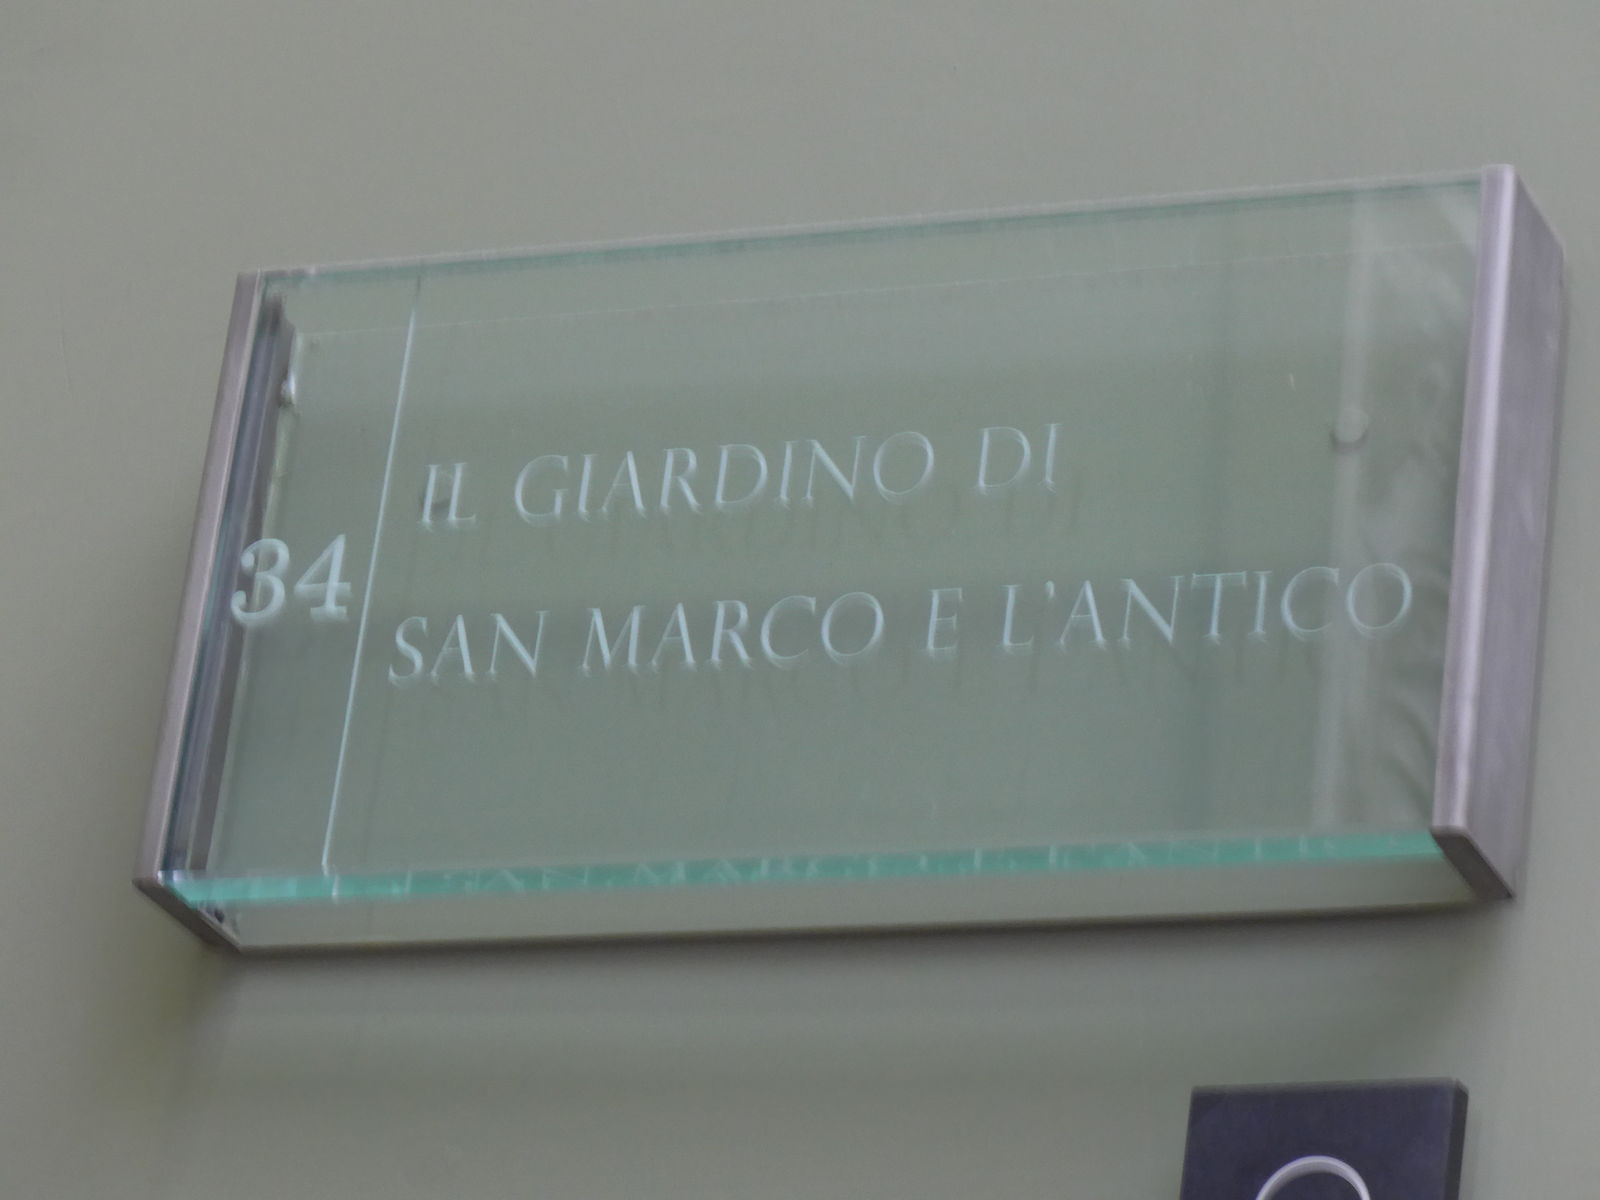 34
IL GIARDINO DI
SAN MARCO E L'ANTICO